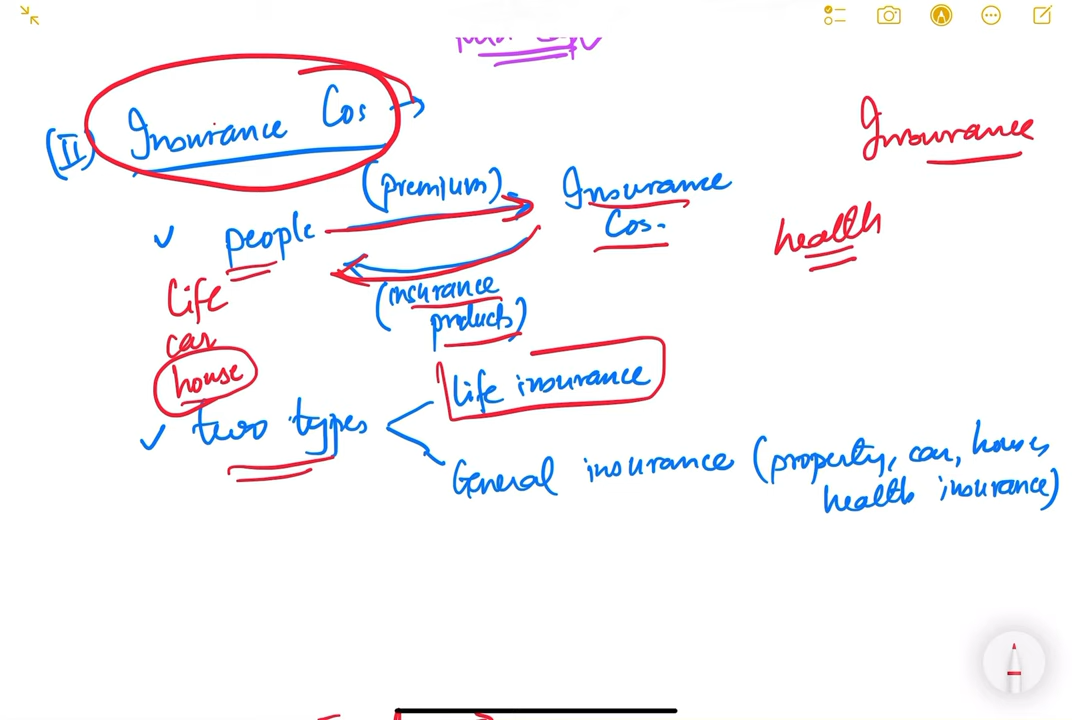 (II) Insurance Cos →
Insurance
(premium)
people
Insurance
Cos.
health
(insurance
products)
Life
car
house
Life insurance
two types
General insurance (property, car, house,
health insurance)